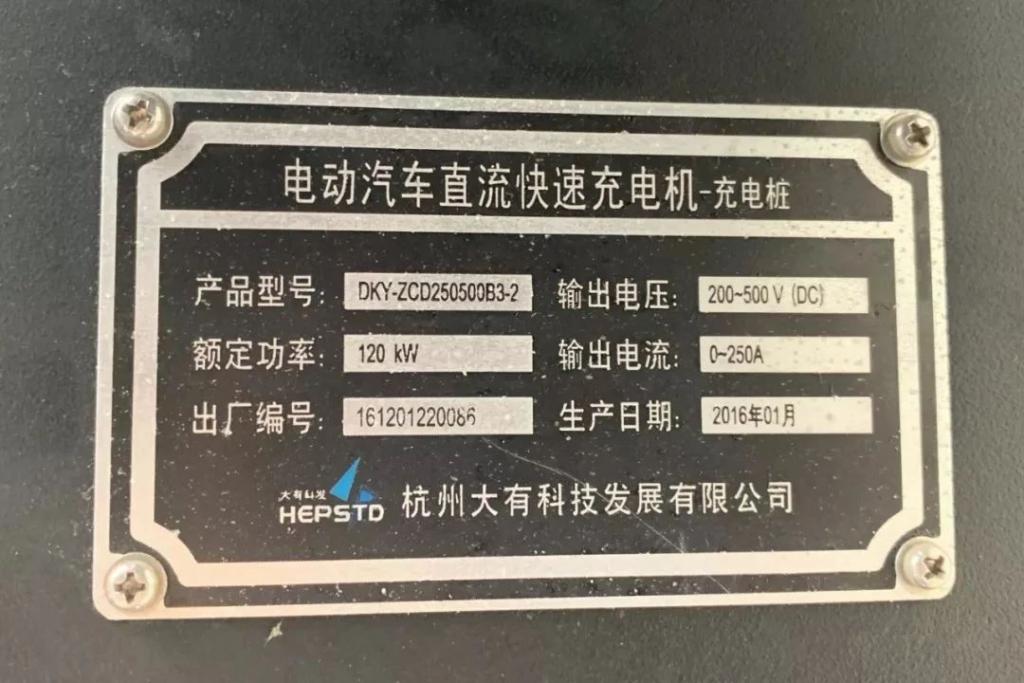 电动汽车直流快速充电机-充电桩
产品型号: DKY-ZCD250500B3-2 输出电压: 200~500 V (DC)
额定功率: 120 kW 输出电流: 0~250A
出厂编号: 161201220086 生产日期: 2016年01月
大有科发
HEPSTD 杭州大有科技发展有限公司